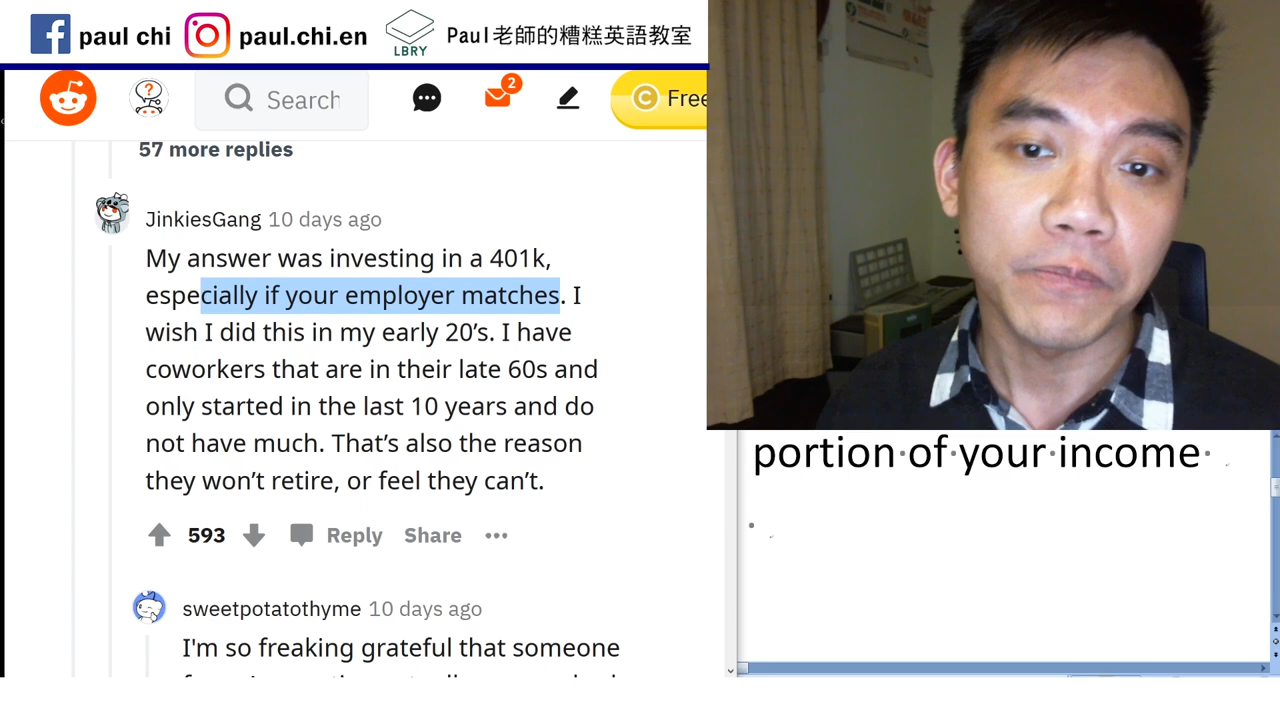 paul chi paul.chi.en LBRY Paul老師的糟糕英語教室
2
Search
Free
57 more replies
JinkiesGang 10 days ago
My answer was investing in a 401k,
especially if your employer matches. I
wish I did this in my early 20’s. I have
coworkers that are in their late 60s and
only started in the last 10 years and do
not have much. That’s also the reason
they won’t retire, or feel they can’t.
593 Reply Share
sweetpotatothyme 10 days ago
I'm so freaking grateful that someone
portion of your income